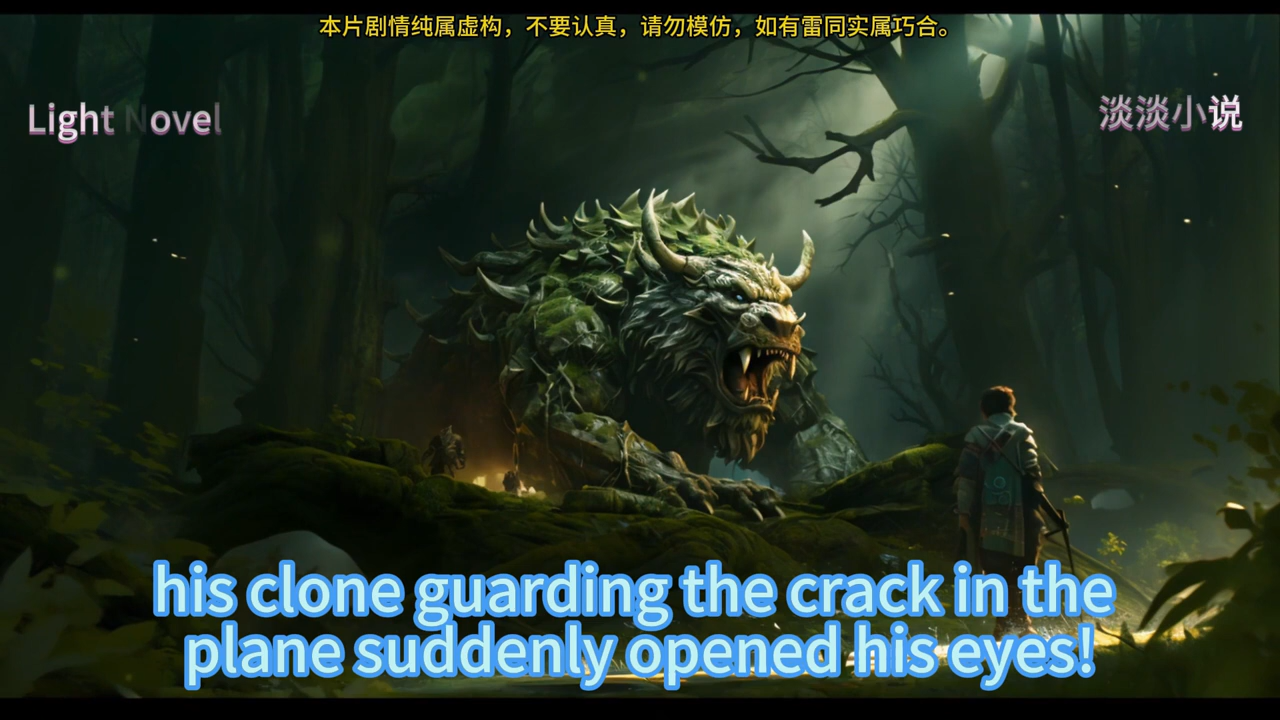 本片剧情纯属虚构，不要认真，请勿模仿，如有雷同实属巧合。
Light Novel
淡淡小说
his clone guarding the crack in the
plane suddenly opened his eyes!